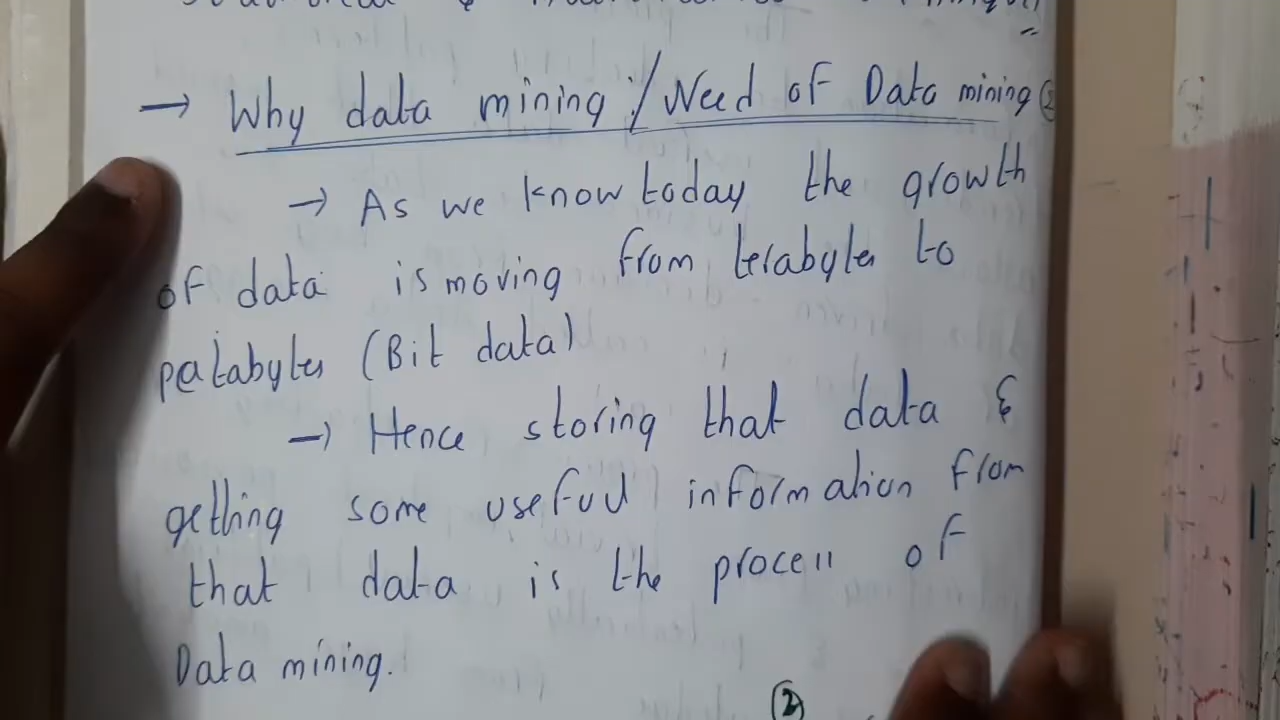 → Why data mining / Need of Data mining
→ As we know today the growth
of data is moving from terabytes to
petabytes (Bit data)
→ Hence storing that data &
getting some useful information from
that data is the process of
Data mining.
②